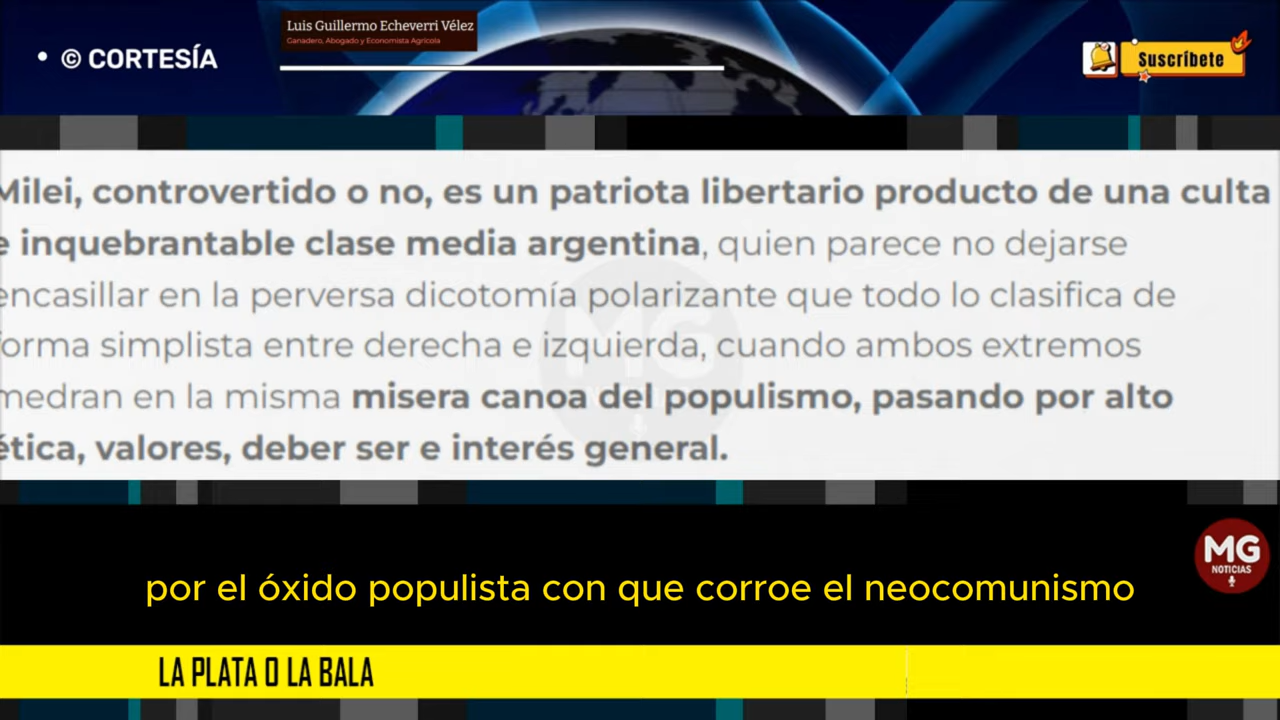 • © CORTESÍA
Luis Guillermo Echeverri Vélez
Ganadero, Abogado y Economista Agrícola
Suscríbete
Milei, controvertido o no, es un patriota libertario producto de una culta
e inquebrantable clase media argentina, quien parece no dejarse
encasillar en la perversa dicotomía polarizante que todo lo clasifica de
forma simplista entre derecha e izquierda, cuando ambos extremos
medran en la misma misera canoa del populismo, pasando por alto
ética, valores, deber ser e interés general.
MG
NOTICIAS
por el óxido populista con que corroe el neocomunismo
LA PLATA O LA BALA